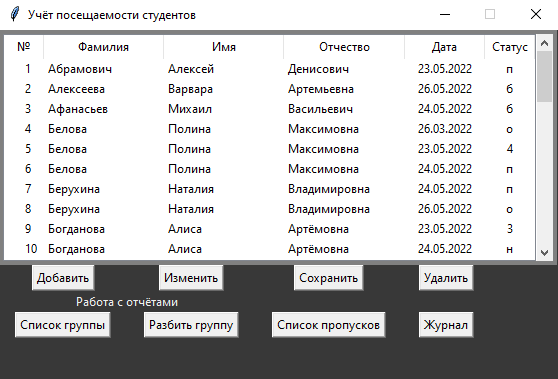 Учёт посещаемости студентов
№ Фамилия Имя Отчество Дата Статус
1 Абрамович Алексей Денисович 23.05.2022 п
2 Алексеева Варвара Артемьевна 26.05.2022 б
3 Афанасьев Михаил Васильевич 24.05.2022 б
4 Белова Полина Максимовна 26.03.2022 о
5 Белова Полина Максимовна 23.05.2022 4
6 Белова Полина Максимовна 24.05.2022 п
7 Берухина Наталия Владимировна 24.05.2022 п
8 Берухина Наталия Владимировна 26.05.2022 о
9 Богданова Алиса Артёмовна 23.05.2022 3
10 Богданова Алиса Артёмовна 24.05.2022 н
Добавить Изменить Сохранить Удалить
Работа с отчётами
Список группы Разбить группу Список пропусков Журнал